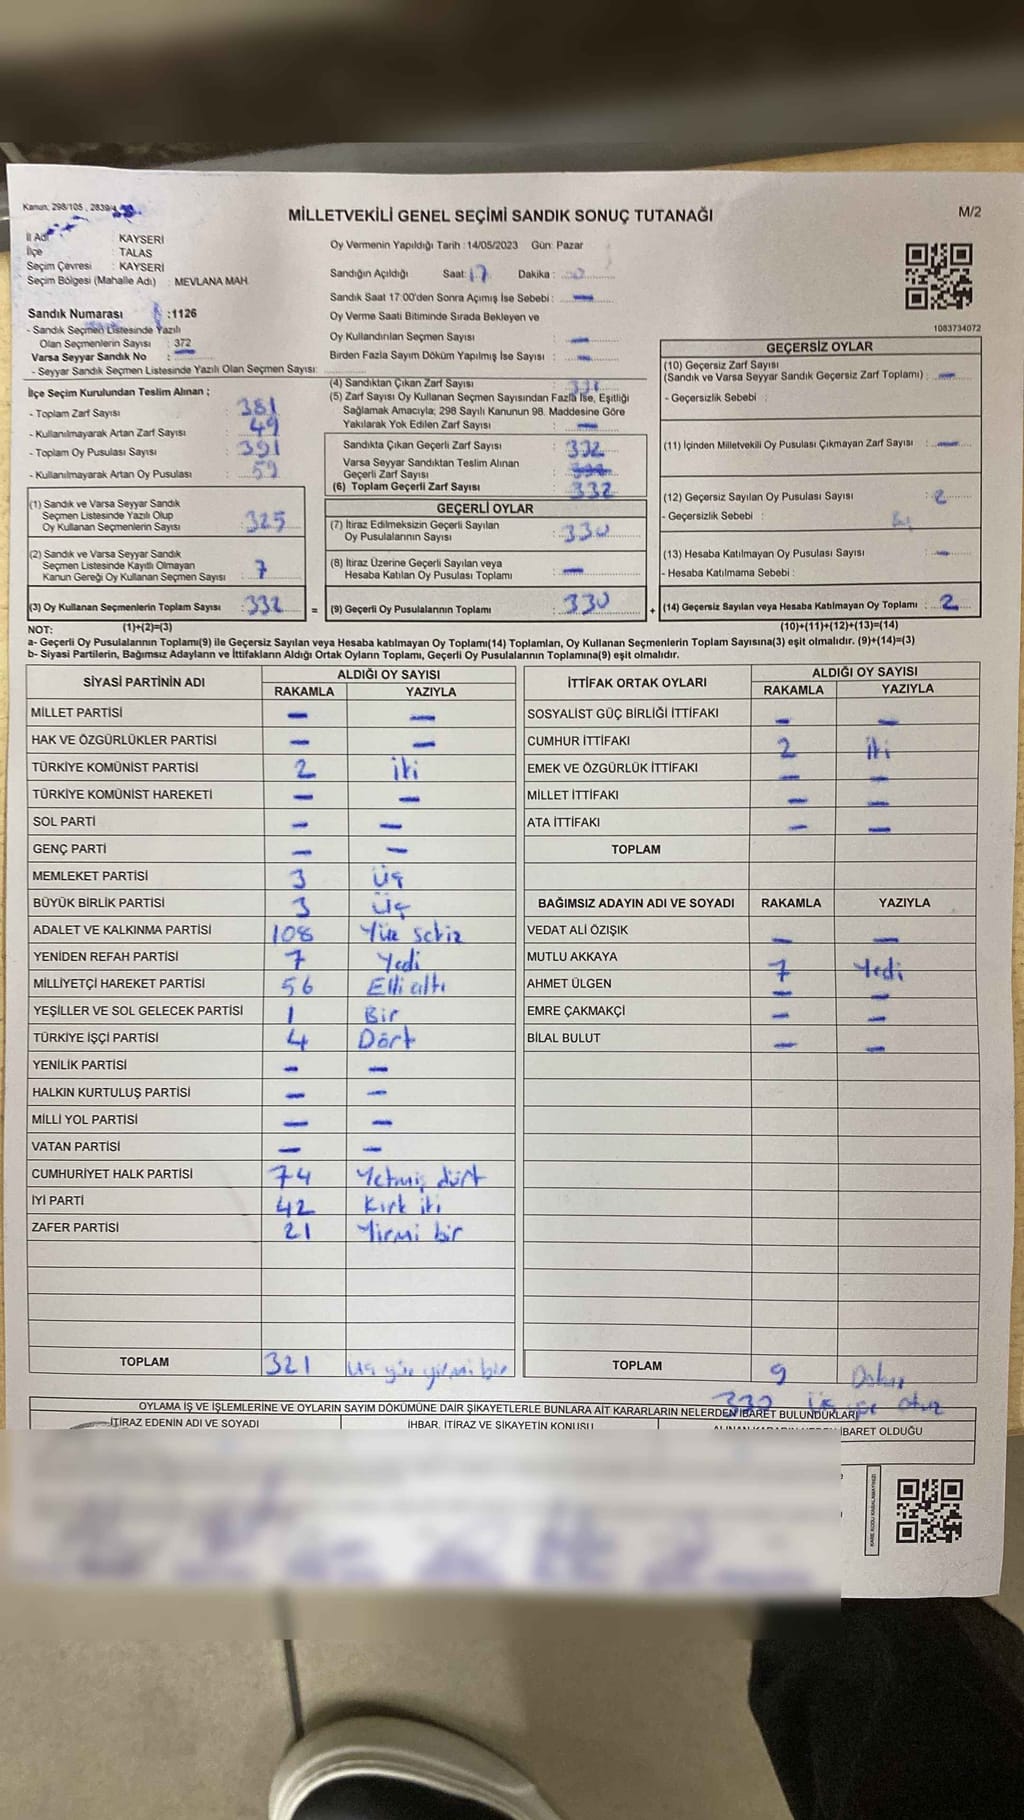 Kanun: 298/105 , 2839/
MİLLETVEKİLİ GENEL SEÇİMİ SANDIK SONUÇ TUTANAĞI
M/2
İl Adı : KAYSERİ
İlçe : TALAS
Seçim Çevresi : KAYSERİ
Seçim Bölgesi (Mahalle Adı) : MEVLANA MAH.
Oy Vermenin Yapıldığı Tarih : 14/05/2023 Gün: Pazar
Sandığın Açıldığı Saat: 17 Dakika :
Sandık Saat 17:00'den Sonra Açımış İse Sebebi : -
Oy Verme Saati Bitiminde Sırada Bekleyen ve
Oy Kullandırılan Seçmen Sayısı : -
Birden Fazla Sayım Döküm Yapılmış İse Sayısı : -
Sandık Numarası :1126
- Sandık Seçmen Listesinde Yazılı
Olan Seçmenlerin Sayısı : 372
Varsa Seyyar Sandık No : -
- Seyyar Sandık Seçmen Listesinde Yazılı Olan Seçmen Sayısı:
1083734072
İlçe Seçim Kurulundan Teslim Alınan ;
- Toplam Zarf Sayısı : 381
- Kullanılmayarak Artan Zarf Sayısı : 49
- Toplam Oy Pusulası Sayısı : 391
- Kullanılmayarak Artan Oy Pusulası : 59
(1) Sandık ve Varsa Seyyar Sandık
Seçmen Listesinde Yazılı Olup
Oy Kullanan Seçmenlerin Sayısı : 325
(2) Sandık ve Varsa Seyyar Sandık
Seçmen Listesinde Kayıtlı Olmayan
Kanun Gereği Oy Kullanan Seçmen Sayısı : 7
(3) Oy Kullanan Seçmenlerin Toplam Sayısı : 332 =
(4) Sandıktan Çıkan Zarf Sayısı :
(5) Zarf Sayısı Oy Kullanan Seçmen Sayısından Fazla İse, Eşitliği
Sağlamak Amacıyla; 298 Sayılı Kanunun 98. Maddesine Göre
Yakılarak Yok Edilen Zarf Sayısı : -
Sandıkta Çıkan Geçerli Zarf Sayısı : 332
Varsa Seyyar Sandıktan Teslim Alınan
Geçerli Zarf Sayısı :
(6) Toplam Geçerli Zarf Sayısı : 332
GEÇERLİ OYLAR
(7) İtiraz Edilmeksizin Geçerli Sayılan
Oy Pusulalarının Sayısı : 330
(8) İtiraz Üzerine Geçerli Sayılan veya
Hesaba Katılan Oy Pusulası Toplamı : -
(9) Geçerli Oy Pusulalarının Toplamı : 330 +
GEÇERSİZ OYLAR
(10) Geçersiz Zarf Sayısı
(Sandık ve Varsa Seyyar Sandık Geçersiz Zarf Toplamı) : -
- Geçersizlik Sebebi :
(11) İçinden Milletvekili Oy Pusulası Çıkmayan Zarf Sayısı : -
(12) Geçersiz Sayılan Oy Pusulası Sayısı : 2
- Geçersizlik Sebebi :
(13) Hesaba Katılmayan Oy Pusulası Sayısı : -
- Hesaba Katılmama Sebebi :
(14) Geçersiz Sayılan veya Hesaba Katılmayan Oy Toplamı : 2
NOT: (1)+(2)=(3)
(10)+(11)+(12)+(13)=(14)
a- Geçerli Oy Pusulalarının Toplamı(9) ile Geçersiz Sayılan veya Hesaba katılmayan Oy Toplamı(14) Toplamları, Oy Kullanan Seçmenlerin Toplam Sayısına(3) eşit olmalıdır. (9)+(14)=(3)
b- Siyasi Partilerin, Bağımsız Adayların ve İttifakların Aldığı Ortak Oyların Toplamı, Geçerli Oy Pusulalarının Toplamına(9) eşit olmalıdır.
SİYASİ PARTİNİN ADI ALDIĞI OY SAYISI
RAKAMLA YAZIYLA
MİLLET PARTİSİ - -
HAK VE ÖZGÜRLÜKLER PARTİSİ - -
TÜRKİYE KOMÜNİST PARTİSİ 2 İki
TÜRKİYE KOMÜNİST HAREKETİ - -
SOL PARTİ - -
GENÇ PARTİ - -
MEMLEKET PARTİSİ 3 Üç
BÜYÜK BİRLİK PARTİSİ 3 Üç
ADALET VE KALKINMA PARTİSİ 108 Yüz sekiz
YENİDEN REFAH PARTİSİ 7 Yedi
MİLLİYETÇİ HAREKET PARTİSİ 56 Elli altı
YEŞİLLER VE SOL GELECEK PARTİSİ 1 Bir
TÜRKİYE İŞÇİ PARTİSİ 4 Dört
YENİLİK PARTİSİ - -
HALKIN KURTULUŞ PARTİSİ - -
MİLLİ YOL PARTİSİ - -
VATAN PARTİSİ - -
CUMHURİYET HALK PARTİSİ 74 Yetmiş dört
İYİ PARTİ 42 Kırk iki
ZAFER PARTİSİ 21 Yirmi bir
TOPLAM 321 üç yüz yirmi bir
İTTİFAK ORTAK OYLARI ALDIĞI OY SAYISI
RAKAMLA YAZIYLA
SOSYALİST GÜÇ BİRLİĞİ İTTİFAKI - -
CUMHUR İTTİFAKI 2 İki
EMEK VE ÖZGÜRLÜK İTTİFAKI - -
MİLLET İTTİFAKI - -
ATA İTTİFAKI - -
TOPLAM
BAĞIMSIZ ADAYIN ADI VE SOYADI RAKAMLA YAZIYLA
VEDAT ALİ ÖZIŞIK - -
MUTLU AKKAYA 7 Yedi
AHMET ÜLGEN - -
EMRE ÇAKMAKÇİ - -
BİLAL BULUT - -
TOPLAM 9 Dokuz
330 Üç yüz otuz
OYLAMA İŞ VE İŞLEMLERİNE VE OYLARIN SAYIM DÖKÜMÜNE DAİR ŞİKAYETLERLE BUNLARA AİT KARARLARIN NELERDEN İBARET BULUNDUKLARI
İTİRAZ EDENİN ADI VE SOYADI
İHBAR, İTİRAZ VE ŞİKAYETİN KONUSU
İBARET OLDUĞU